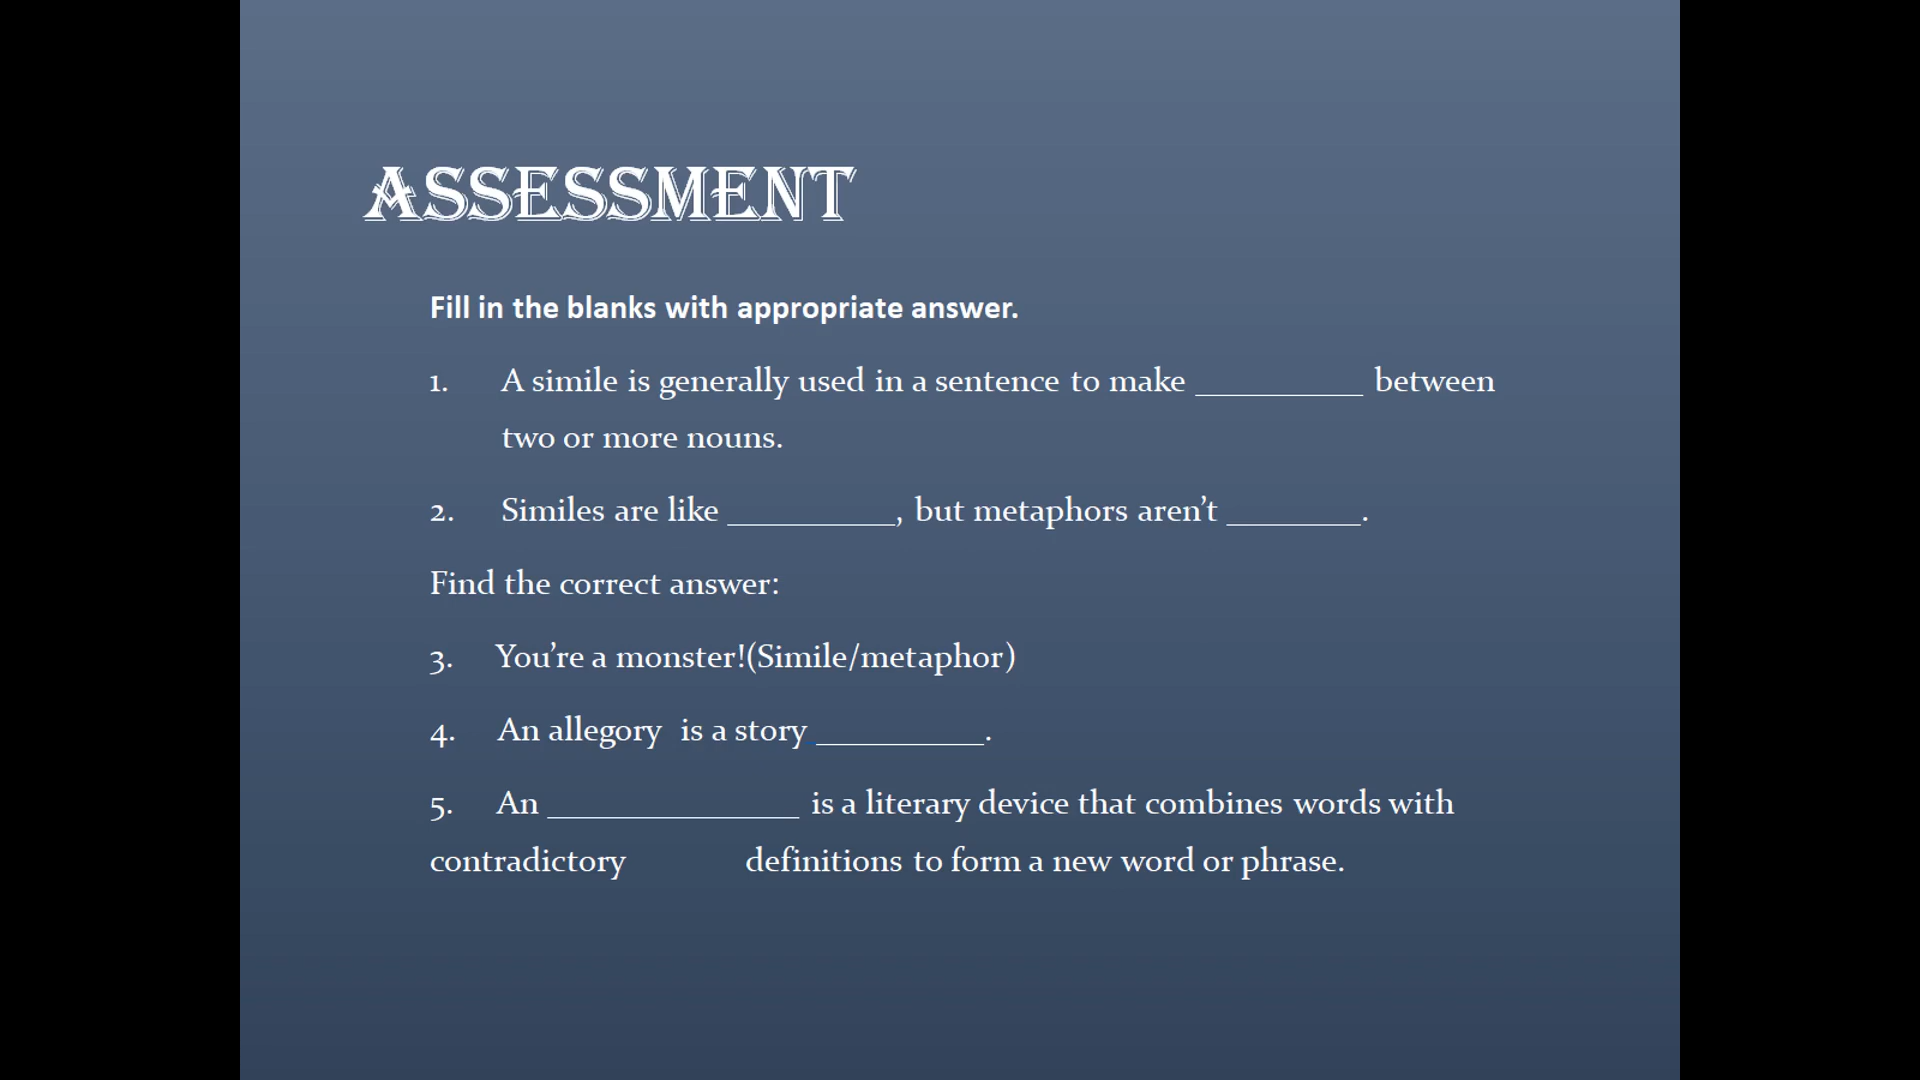 ASSESSMENT
Fill in the blanks with appropriate answer.
1. A simile is generally used in a sentence to make __________ between
two or more nouns.
2. Similes are like __________, but metaphors aren’t ________.
Find the correct answer:
3. You’re a monster!(Simile/metaphor)
4. An allegory is a story __________.
5. An _______________ is a literary device that combines words with
contradictory definitions to form a new word or phrase.